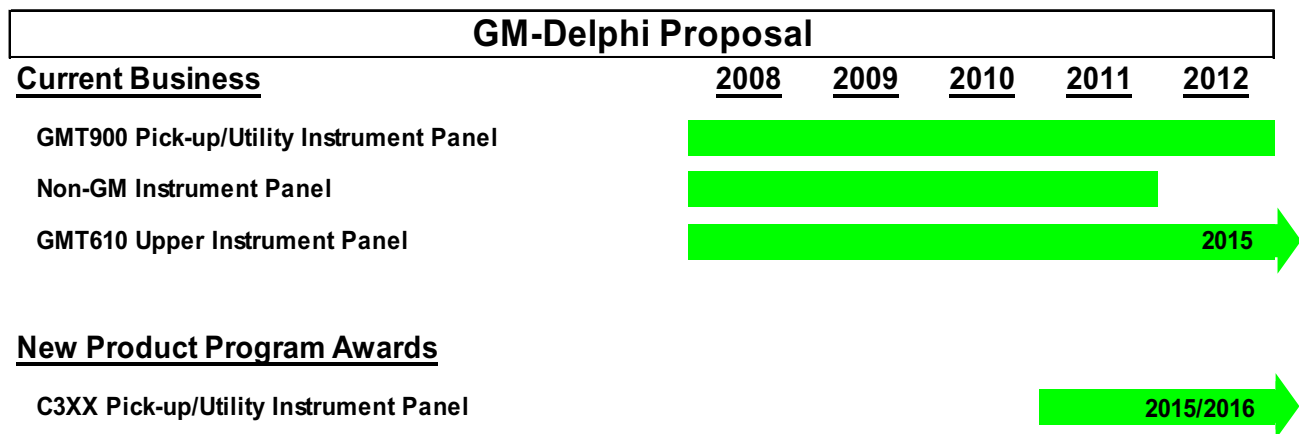 GM-Delphi Proposal
Current Business 2008 2009 2010 2011 2012
GMT900 Pick-up/Utility Instrument Panel
Non-GM Instrument Panel
GMT610 Upper Instrument Panel 2015
New Product Program Awards
C3XX Pick-up/Utility Instrument Panel 2015/2016